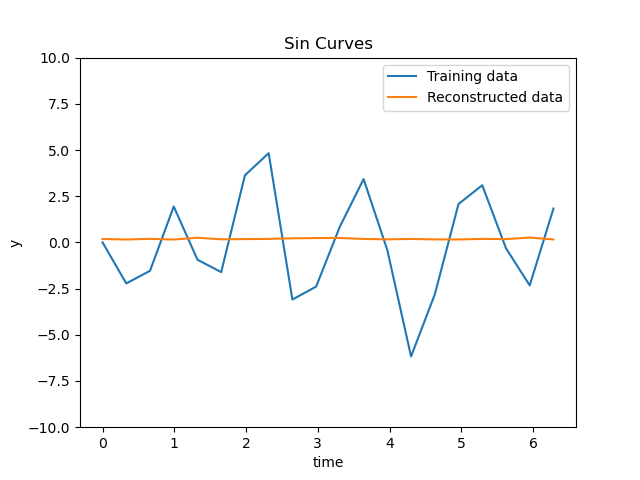 Sin Curves
Training data
Reconstructed data
10.0
7.5
5.0
2.5
0.0
−2.5
−5.0
−7.5
−10.0
y
0 1 2 3 4 5 6
time